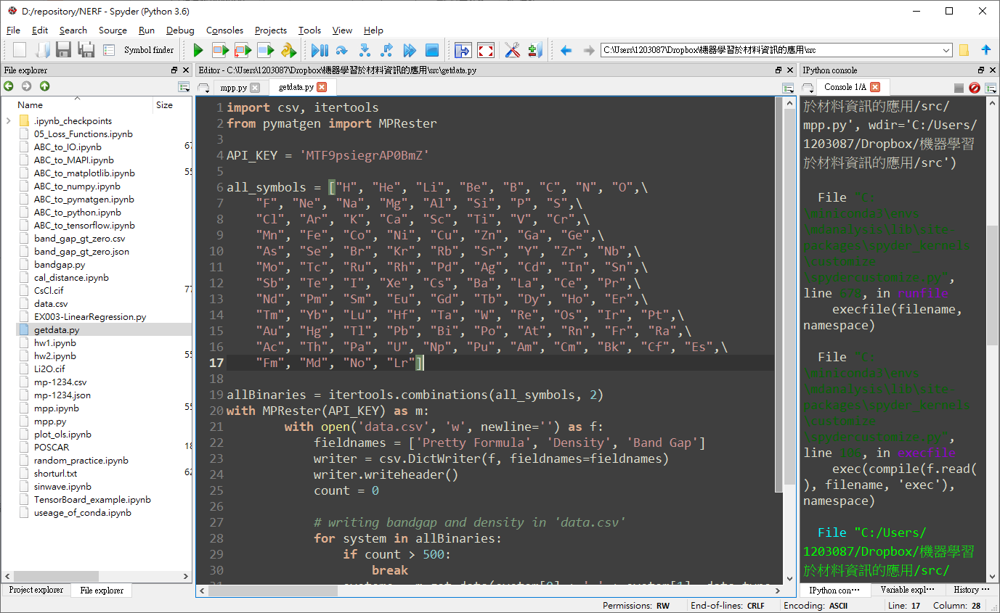 D:/repository/NERF - Spyder (Python 3.6)
File Edit Search Source Run Debug Consoles Projects Tools View Help
Symbol finder
C:\Users\1203087\Dropbox\機器學習於材料資訊的應用\src
File explorer
Name Size
.ipynb_checkpoints
05_Loss_Functions.ipynb
ABC_to_IO.ipynb 67
ABC_to_MAPI.ipynb
ABC_to_matplotlib.ipynb 55
ABC_to_numpy.ipynb
ABC_to_pymatgen.ipynb
ABC_to_python.ipynb
ABC_to_tensorflow.ipynb
band_gap_gt_zero.csv
band_gap_gt_zero.json
bandgap.py
cal_distance.ipynb
CsCl.cif 77
data.csv
EX003-LinearRegression.py
getdata.py
hw1.ipynb
hw2.ipynb 55
Li2O.cif
mp-1234.csv
mp-1234.json
mpp.ipynb 55
mpp.py
plot_ols.ipynb
POSCAR 18
random_practice.ipynb
shorturl.txt 62
sinwave.ipynb
TensorBoard_example.ipynb
useage_of_conda.ipynb
Project explorer File explorer
Editor - C:\Users\1203087\Dropbox\機器學習於材料資訊的應用\src\getdata.py
mpp.py getdata.py
1 import csv, itertools
2 from pymatgen import MPRester
3
4 API_KEY = 'MTF9psiegrAP0BmZ'
5
6 all_symbols = ["H", "He", "Li", "Be", "B", "C", "N", "O",\
7 "F", "Ne", "Na", "Mg", "Al", "Si", "P", "S",\
8 "Cl", "Ar", "K", "Ca", "Sc", "Ti", "V", "Cr",\
9 "Mn", "Fe", "Co", "Ni", "Cu", "Zn", "Ga", "Ge",\
10 "As", "Se", "Br", "Kr", "Rb", "Sr", "Y", "Zr", "Nb",\
11 "Mo", "Tc", "Ru", "Rh", "Pd", "Ag", "Cd", "In", "Sn",\
12 "Sb", "Te", "I", "Xe", "Cs", "Ba", "La", "Ce", "Pr",\
13 "Nd", "Pm", "Sm", "Eu", "Gd", "Tb", "Dy", "Ho", "Er",\
14 "Tm", "Yb", "Lu", "Hf", "Ta", "W", "Re", "Os", "Ir", "Pt",\
15 "Au", "Hg", "Tl", "Pb", "Bi", "Po", "At", "Rn", "Fr", "Ra",\
16 "Ac", "Th", "Pa", "U", "Np", "Pu", "Am", "Cm", "Bk", "Cf", "Es",\
17 "Fm", "Md", "No", "Lr"]
18
19 allBinaries = itertools.combinations(all_symbols, 2)
20 with MPRester(API_KEY) as m:
21 with open('data.csv', 'w', newline='') as f:
22 fieldnames = ['Pretty Formula', 'Density', 'Band Gap']
23 writer = csv.DictWriter(f, fieldnames=fieldnames)
24 writer.writeheader()
25 count = 0
26
27 # writing bandgap and density in 'data.csv'
28 for system in allBinaries:
29 if count > 500:
30 break
IPython console
Console 1/A
於材料資訊的應用/src/
mpp.py', wdir='C:/Users/
1203087/Dropbox/機器學習
於材料資訊的應用/src')
File "C:
\miniconda3\envs
\mdanalysis\lib\site-
packages\spyder_kernels
\customize
\spydercustomize.py",
line 678, in runfile
execfile(filename,
namespace)
File "C:
\miniconda3\envs
\mdanalysis\lib\site-
packages\spyder_kernels
\customize
\spydercustomize.py",
line 106, in execfile
exec(compile(f.read(
), filename, 'exec'),
namespace)
File "C:/Users/
1203087/Dropbox/機器學習
於材料資訊的應用/src/
IPython con⋯ Variable expl⋯ History ⋯
Permissions: RW End-of-lines: CRLF Encoding: ASCII Line: 17 Column: 28